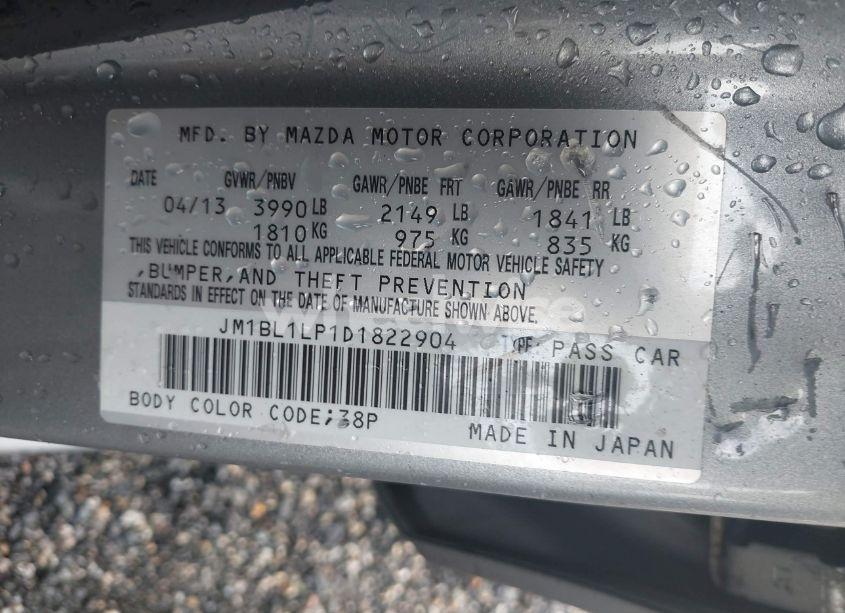 MFD. BY MAZDA MOTOR CORPORATION
DATE GVWR/PNBV GAWR/PNBE FRT GAWR/PNBE RR
04/13 3990 LB 2149 LB 1841 LB
1810 KG 975 KG 835 KG
THIS VEHICLE CONFORMS TO ALL APPLICABLE FEDERAL MOTOR VEHICLE SAFETY
,BUMPER,AND THEFT PREVENTION
STANDARDS IN EFFECT ON THE DATE OF MANUFACTURE SHOWN ABOVE.
JM1BL1LP1D1822904 TYPE: PASS CAR
BODY COLOR CODE;38P
MADE IN JAPAN